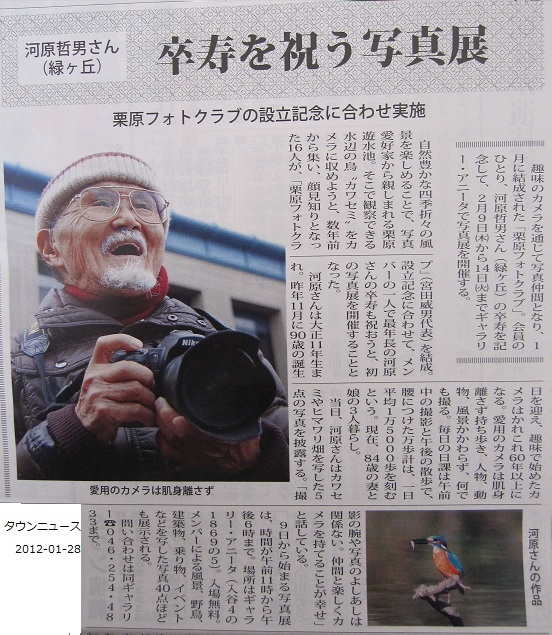 河原哲男さん
(緑ヶ丘)
卒寿を祝う写真展
栗原フォトクラブの設立記念に合わせ実施
趣味のカメラを通じて写真仲間となり、1
月に結成された「栗原フォトクラブ」。会員の
ひとり、河原哲男さん(緑ヶ丘)の卒寿を記
念して、2月9日㈭から14日㈫までギャラリ
ー・アニータで写真展を開催する。
自然豊かな四季折々の風
景を楽しめることで、写真
愛好家から親しまれる栗原
遊水池。そこで観察できる
水辺の鳥〝カワセミ〟をカ
メラに収めようと、数年前
から集い、顔見知りとなっ
た16人が、「栗原フォトクラ
ブ」(宮田威男代表)を結成。
設立記念に合わせて、メン
バーの一人で最年長の河原
さんの卒寿も祝おうと、初
の写真展を開催することと
なった。
河原さんは大正11年生ま
れ。昨年11月に90歳の誕生
日を迎え、趣味で始めたカ
メラはかれこれ60年以上に
なる。愛用のカメラは肌身
離さず持ち歩き、人物、動
物、風景かかわらず、何で
も撮る。毎日の日課は午前
中の撮影と午後の散歩で、
腰につけた万歩計は、一日
平均1万5000歩を刻む
という。現在、84歳の妻と
娘の3人暮らし。
当日、河原さんはカワセ
ミやヒマワリ畑を写した5
点の写真を披露する。「撮
影の写真のよしあしは
関係ない。仲間と楽しくカ
メラを持てることが幸せ」
と話している。
9日から始まる写真展
は、時間が午前11時から午
後6時まで、場所はギャラ
リー・アニータ(入谷4の
1869の5)。入場無料。
メンバーによる風景、野鳥、
建築物、乗り物、イベント
などを写した写真40点ほど
も展示される。
問い合わせは同ギャラリ
ー☎046・254・48
33まで。
愛用のカメラは肌身離さず
Nikon
河原さんの作品
タウンニュース
2012-01-28